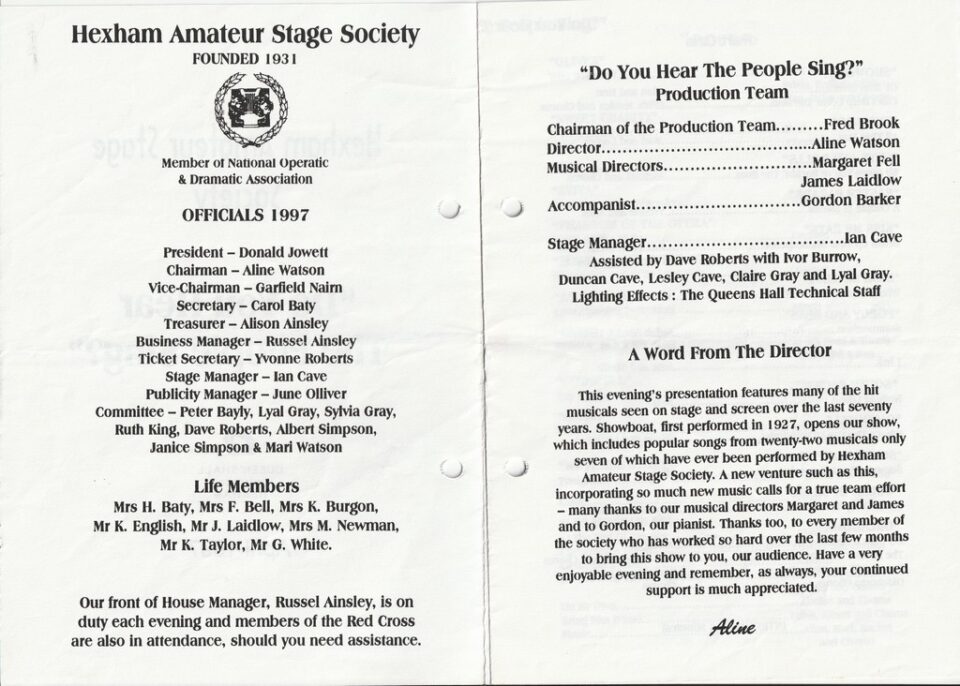 Hexham Amateur Stage Society
FOUNDED 1931
Member of National Operatic
& Dramatic Association
OFFICIALS 1997
President – Donald Jowett
Chairman – Aline Watson
Vice-Chairman – Garfield Nairn
Secretary – Carol Baty
Treasurer – Alison Ainsley
Business Manager – Russel Ainsley
Ticket Secretary – Yvonne Roberts
Stage Manager – Ian Cave
Publicity Manager – June Olliver
Committee – Peter Bayly, Lyal Gray, Sylvia Gray,
Ruth King, Dave Roberts, Albert Simpson,
Janice Simpson & Mari Watson
Life Members
Mrs H. Baty, Mrs F. Bell, Mrs K. Burgon,
Mr K. English, Mr J. Laidlow, Mrs M. Newman,
Mr K. Taylor, Mr G. White.
Our front of House Manager, Russel Ainsley, is on
duty each evening and members of the Red Cross
are also in attendance, should you need assistance.
“Do You Hear The People Sing?”
Production Team
Chairman of the Production Team.........Fred Brook
Director.......................................Aline Watson
Musical Directors............................Margaret Fell
James Laidlow
Accompanist...............................Gordon Barker
Stage Manager.....................................Ian Cave
Assisted by Dave Roberts with Ivor Burrow,
Duncan Cave, Lesley Cave, Claire Gray and Lyal Gray.
Lighting Effects : The Queens Hall Technical Staff
A Word From The Director
This evening's presentation features many of the hit
musicals seen on stage and screen over the last seventy
years. Showboat, first performed in 1927, opens our show,
which includes popular songs from twenty-two musicals only
seven of which have ever been performed by Hexham
Amateur Stage Society. A new venture such as this,
incorporating so much new music calls for a true team effort
– many thanks to our musical directors Margaret and James
and to Gordon, our pianist. Thanks too, to every member of
the society who has worked so hard over the last few months
to bring this show to you, our audience. Have a very
enjoyable evening and remember, as always, your continued
support is much appreciated.
Aline